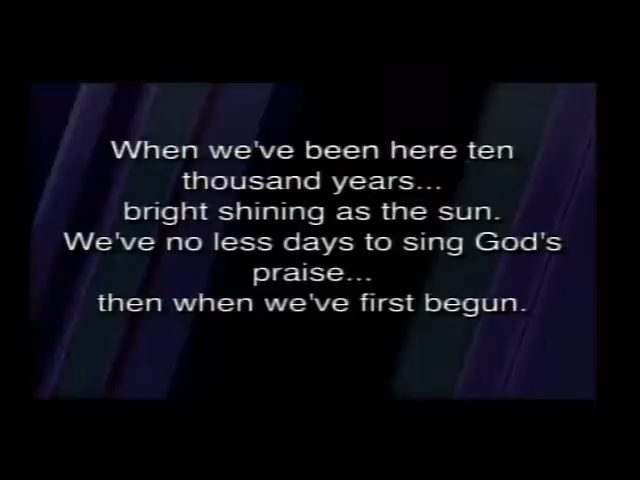 When we've been here ten
thousand years...
bright shining as the sun.
We've no less days to sing God's
praise...
then when we've first begun.